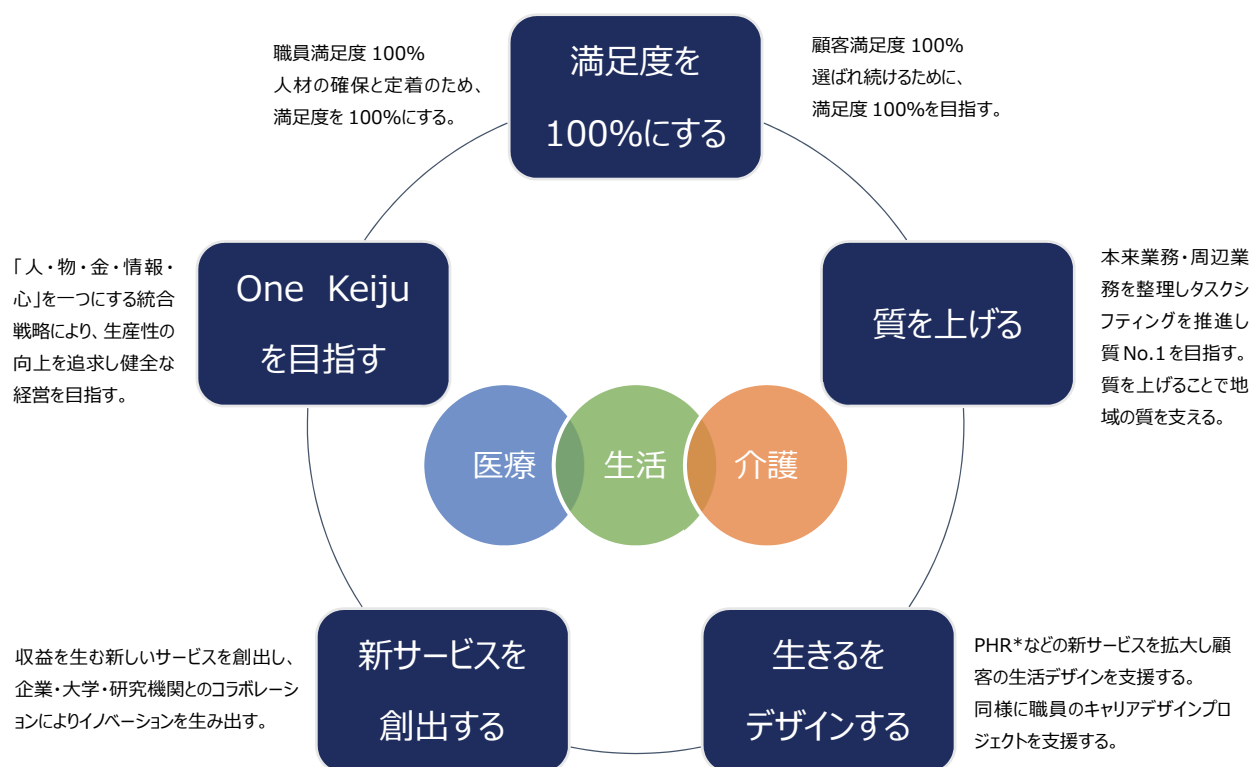 職員満足度 100%
人材の確保と定着のため、
満足度を 100%にする。
満足度を
100%にする
顧客満足度 100%
選ばれ続けるために、
満足度 100%を目指す。
「人・物・金・情報・
心」を一つにする統合
戦略により、生産性の
向上を追求し健全な
経営を目指す。
One Keiju
を目指す
質を上げる
本来業務・周辺業
務を整理しタスクシ
フティングを推進し
質 No.1 を目指す。
質を上げることで地
域の質を支える。
医療
生活
介護
収益を生む新しいサービスを創出し、
企業・大学・研究機関とのコラボレーシ
ョンによりイノベーションを生み出す。
新サービスを
創出する
生きるを
デザインする
PHR*などの新サービスを拡大し顧
客の生活デザインを支援する。
同様に職員のキャリアデザインプロ
ジェクトを支援する。